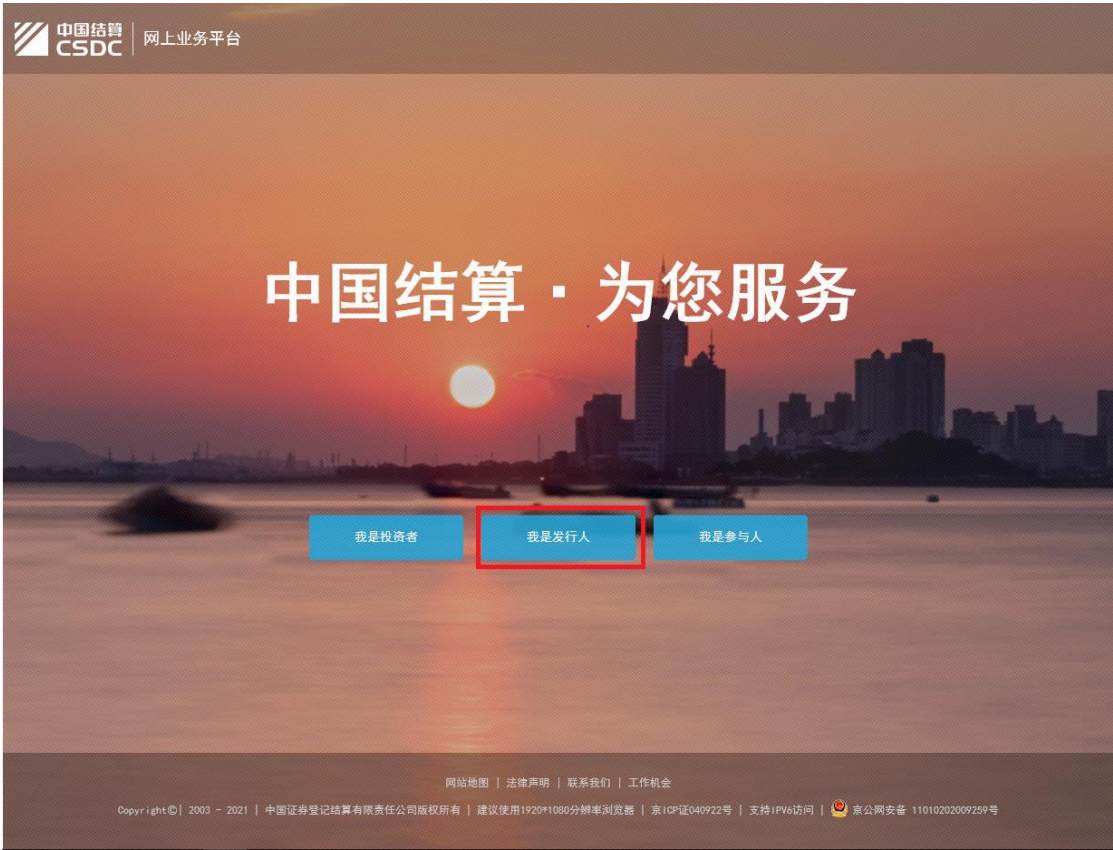 中国结算
CSDC
网上业务平台
中国结算·为您服务
我是投资者
我是发行人
我是参与人
网站地图 | 法律声明 | 联系我们 | 工作机会
Copyright©| 2003 - 2021 | 中国证券登记结算有限责任公司版权所有 | 建议使用1920*1080分辨率浏览器 | 京ICP证040922号 | 支持IPV6访问 | 京公网安备 11010202009259号